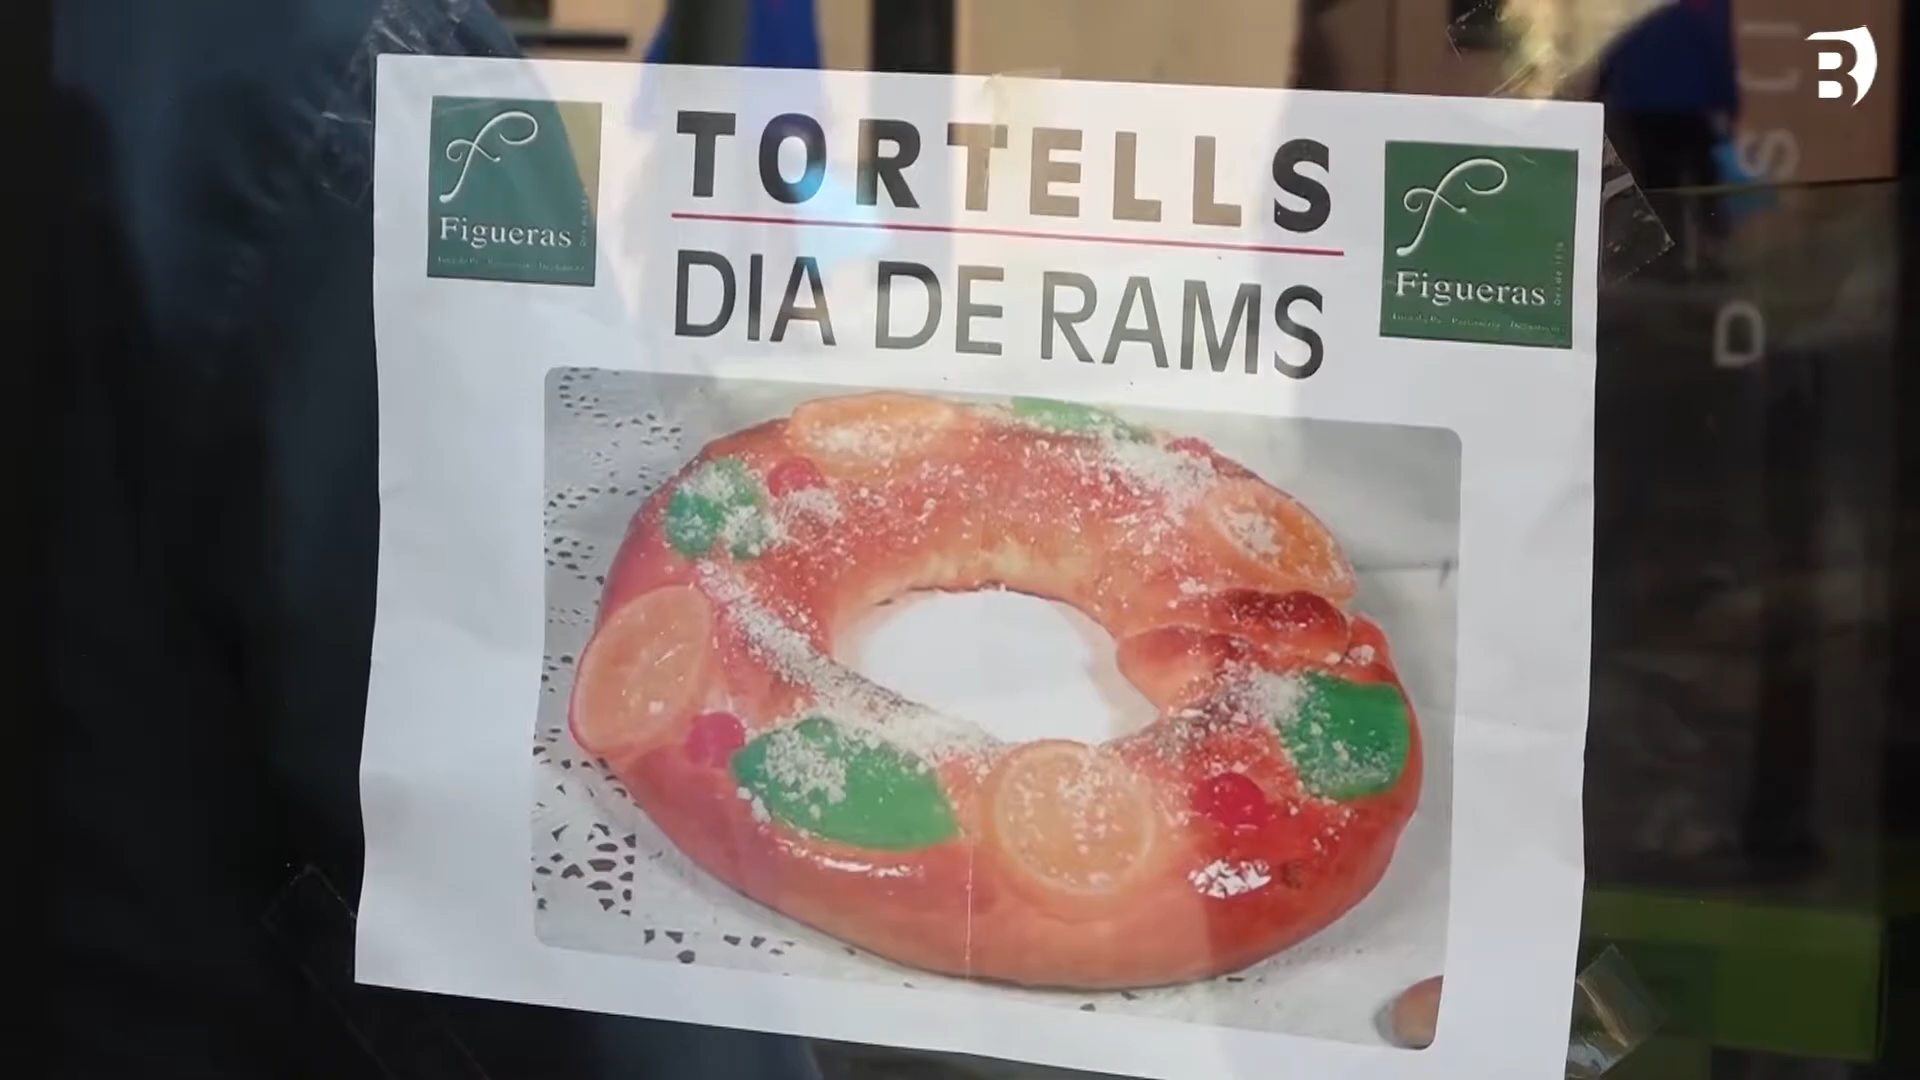 TORTELLS
DIA DE RAMS
Figueras
Figueras
B